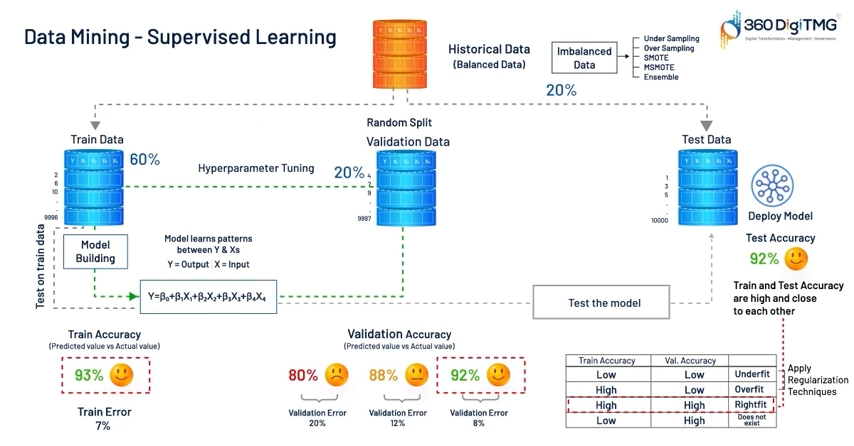 Data Mining - Supervised Learning
Historical Data
(Balanced Data)
Imbalanced
Data
Under Sampling
Over Sampling
SMOTE
MSMOTE
Ensemble
360DigiTMG
Digital Transformation · Management · Governance
20%
Random Split
Train Data
60%
2
6
10
.
.
9996
Hyperparameter Tuning
Validation Data
20%
4
7
9
.
.
9997
Test Data
1
3
5
.
.
10000
Deploy Model
Test Accuracy
92%
Train and Test Accuracy
are high and close
to each other
Test on train data
Model
Building
Model learns patterns
between Y & Xs
Y = Output X = Input
Y=β₀+β₁X₁+β₂X₂+β₃X₃+β₄X₄
Test the model
Train Accuracy
(Predicted value vs Actual value)
93%
Train Error
7%
Validation Accuracy
(Predicted value vs Actual value)
80%
88%
92%
Validation Error
20%
Validation Error
12%
Validation Error
8%
Train Accuracy Val. Accuracy
Low Low Underfit
High Low Overfit
High High Rightfit
Low High Does not exist
Apply
Regularization
Techniques